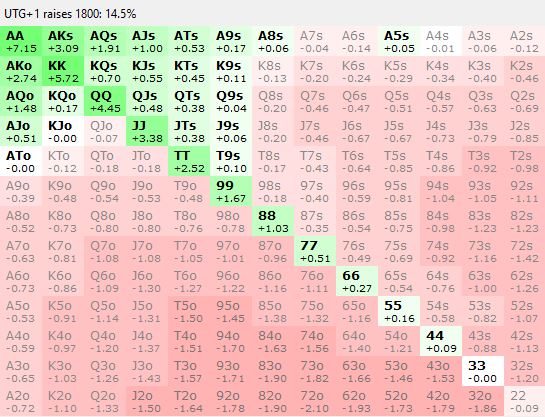 UTG+1 raises 1800: 14.5%
AA AKs AQs AJs ATs A9s A8s A7s A6s A5s A4s A3s A2s
+7.15 +3.09 +1.91 +1.00 +0.53 +0.17 +0.06 -0.04 -0.14 +0.05 -0.01 -0.06 -0.12
AKo KK KQs KJs KTs K9s K8s K7s K6s K5s K4s K3s K2s
+2.74 +5.72 +0.70 +0.55 +0.45 +0.11 -0.13 -0.20 -0.24 -0.29 -0.34 -0.40 -0.46
AQo KQo QQ QJs QTs Q9s Q8s Q7s Q6s Q5s Q4s Q3s Q2s
+1.48 +0.17 +4.45 +0.48 +0.38 +0.04 -0.20 -0.46 -0.47 -0.51 -0.57 -0.63 -0.69
AJo KJo QJo JJ JTs J9s J8s J7s J6s J5s J4s J3s J2s
+0.51 -0.00 -0.07 +3.38 +0.38 +0.06 -0.20 -0.46 -0.67 -0.73 -0.73 -0.79 -0.85
ATo KTo QTo JTo TT T9s T8s T7s T6s T5s T4s T3s T2s
-0.00 -0.12 -0.18 -0.18 +2.52 +0.10 -0.17 -0.43 -0.64 -0.85 -0.86 -0.92 -0.98
A9o K9o Q9o J9o T9o 99 98s 97s 96s 95s 94s 93s 92s
-0.39 -0.48 -0.54 -0.53 -0.48 +1.67 -0.18 -0.40 -0.59 -0.81 -1.04 -1.05 -1.11
A8o K8o Q8o J8o T8o 98o 88 87s 86s 85s 84s 83s 82s
-0.52 -0.73 -0.80 -0.80 -0.76 -0.78 +1.03 -0.35 -0.54 -0.75 -0.98 -1.23 -1.23
A7o K7o Q7o J7o T7o 97o 87o 77 76s 75s 74s 73s 72s
-0.63 -0.81 -1.08 -1.08 -1.05 -1.01 -0.96 +0.51 -0.49 -0.69 -0.92 -1.16 -1.42
A6o K6o Q6o J6o T6o 96o 86o 76o 66 65s 64s 63s 62s
-0.73 -0.86 -1.09 -1.30 -1.27 -1.22 -1.16 -1.11 +0.27 -0.54 -0.76 -1.00 -1.26
A5o K5o Q5o J5o T5o 95o 85o 75o 65o 55 54s 53s 52s
-0.53 -0.91 -1.14 -1.31 -1.50 -1.45 -1.38 -1.32 -1.16 +0.16 -0.58 -0.82 -1.07
A4o K4o Q4o J4o T4o 94o 84o 74o 64o 54o 44 43s 42s
-0.59 -0.97 -1.20 -1.37 -1.51 -1.70 -1.63 -1.56 -1.40 -1.21 +0.09 -0.88 -1.13
A3o K3o Q3o J3o T3o 93o 83o 73o 63o 53o 43o 33 32s
-0.65 -1.03 -1.26 -1.43 -1.57 -1.71 -1.90 -1.82 -1.66 -1.46 -1.53 -0.00 -1.20
A2o K2o Q2o J2o T2o 92o 82o 72o 62o 52o 42o 32o 22
-0.72 -1.10 -1.33 -1.50 -1.64 -1.78 -1.90 -2.10 -1.93 -1.73 -1.79 -1.86 -0.09